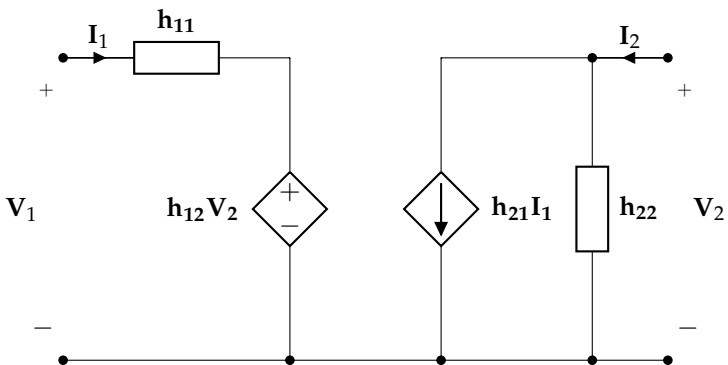 h₁₁
I₁ I₂
+ +
+
V₁ h₁₂V₂ h₂₁I₁ h₂₂ V₂
−
− −